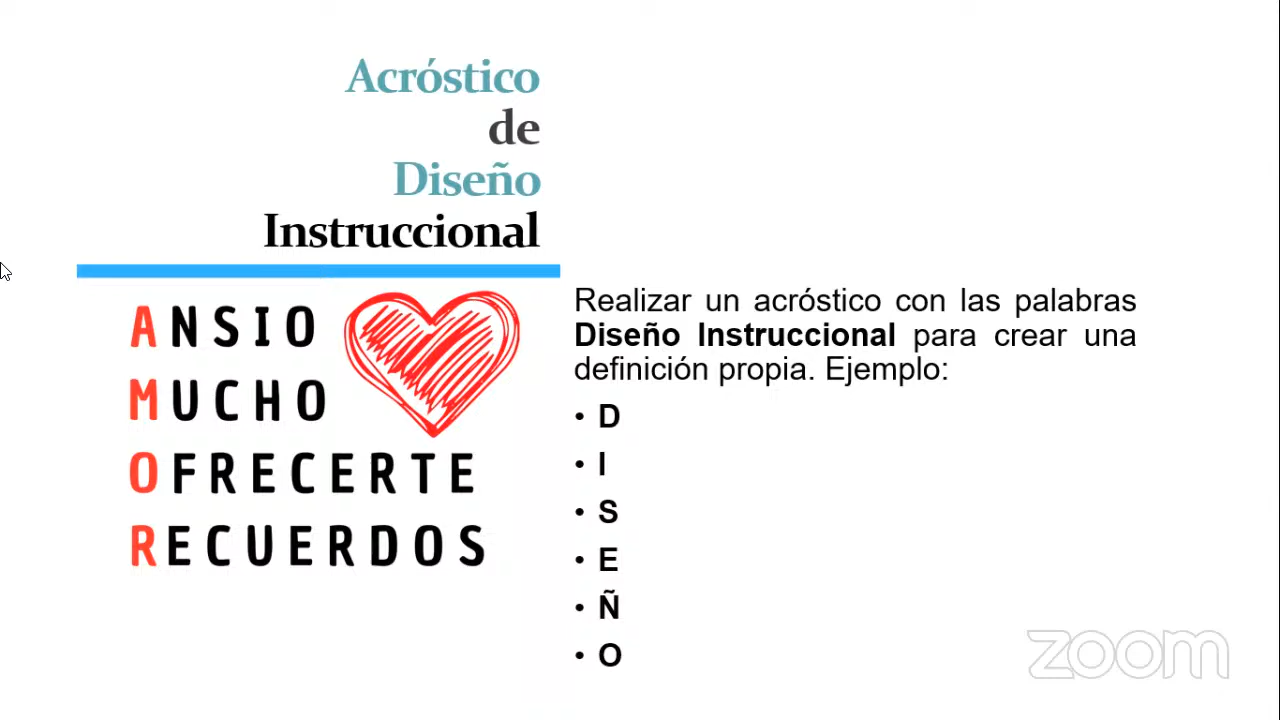 Acróstico
de
Diseño
Instruccional
ANSIO
MUCHO
OFRECERTE
RECUERDOS
Realizar un acróstico con las palabras
Diseño Instruccional para crear una
definición propia. Ejemplo:
• D
• I
• S
• E
• Ñ
• O
zoom